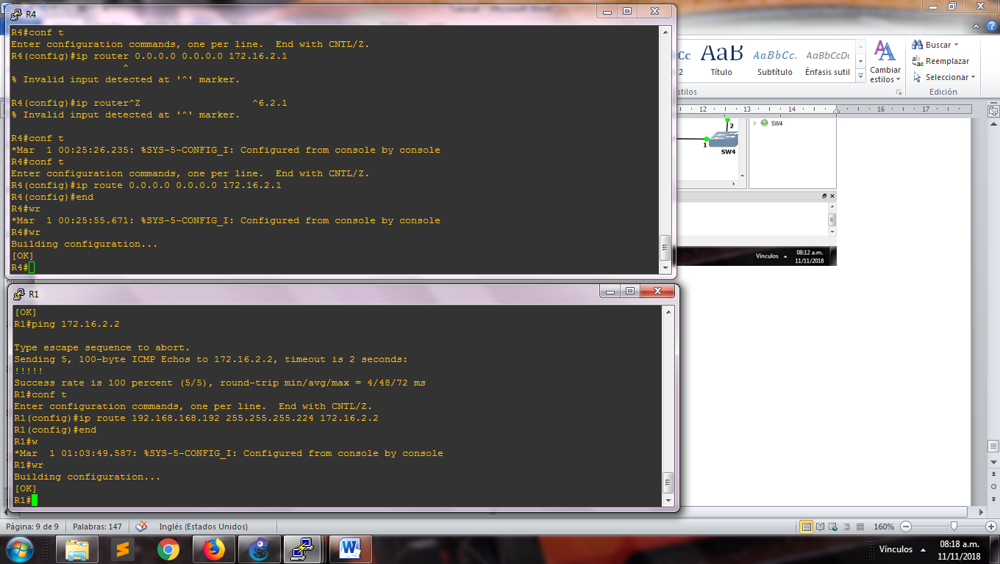 R4
R4#conf t
Enter configuration commands, one per line.  End with CNTL/Z.
R4(config)#ip router 0.0.0.0 0.0.0.0 172.16.2.1
^
% Invalid input detected at '^' marker.
R4(config)#ip router^Z                   ^6.2.1
% Invalid input detected at '^' marker.
R4#conf t
*Mar  1 00:25:26.235: %SYS-5-CONFIG_I: Configured from console by console
R4#conf t
Enter configuration commands, one per line.  End with CNTL/Z.
R4(config)#ip route 0.0.0.0 0.0.0.0 172.16.2.1
R4(config)#end
R4#wr
*Mar  1 00:25:55.671: %SYS-5-CONFIG_I: Configured from console by console
R4#wr
Building configuration...
[OK]
R4#
R1
[OK]
R1#ping 172.16.2.2
Type escape sequence to abort.
Sending 5, 100-byte ICMP Echos to 172.16.2.2, timeout is 2 seconds:
!!!!!
Success rate is 100 percent (5/5), round-trip min/avg/max = 4/48/72 ms
R1#conf t
Enter configuration commands, one per line.  End with CNTL/Z.
R1(config)#ip route 192.168.168.192 255.255.255.224 172.16.2.2
R1(config)#end
R1#w
*Mar  1 01:03:49.587: %SYS-5-CONFIG_I: Configured from console by console
R1#wr
Building configuration...
[OK]
R1#
Cc AaB AaBbCc. AaBbCcDc
2 Título Subtítulo Énfasis sutil
Cambiar estilos
stilos
Buscar
Reemplazar
Seleccionar
Edición
12 13 14 15 16 17
2
1
SW4
SW4
Vínculos 08:12 a.m.
11/11/2018
Página: 9 de 9 Palabras: 147 Inglés (Estados Unidos) 160%
Vínculos 08:18 a.m.
11/11/2018